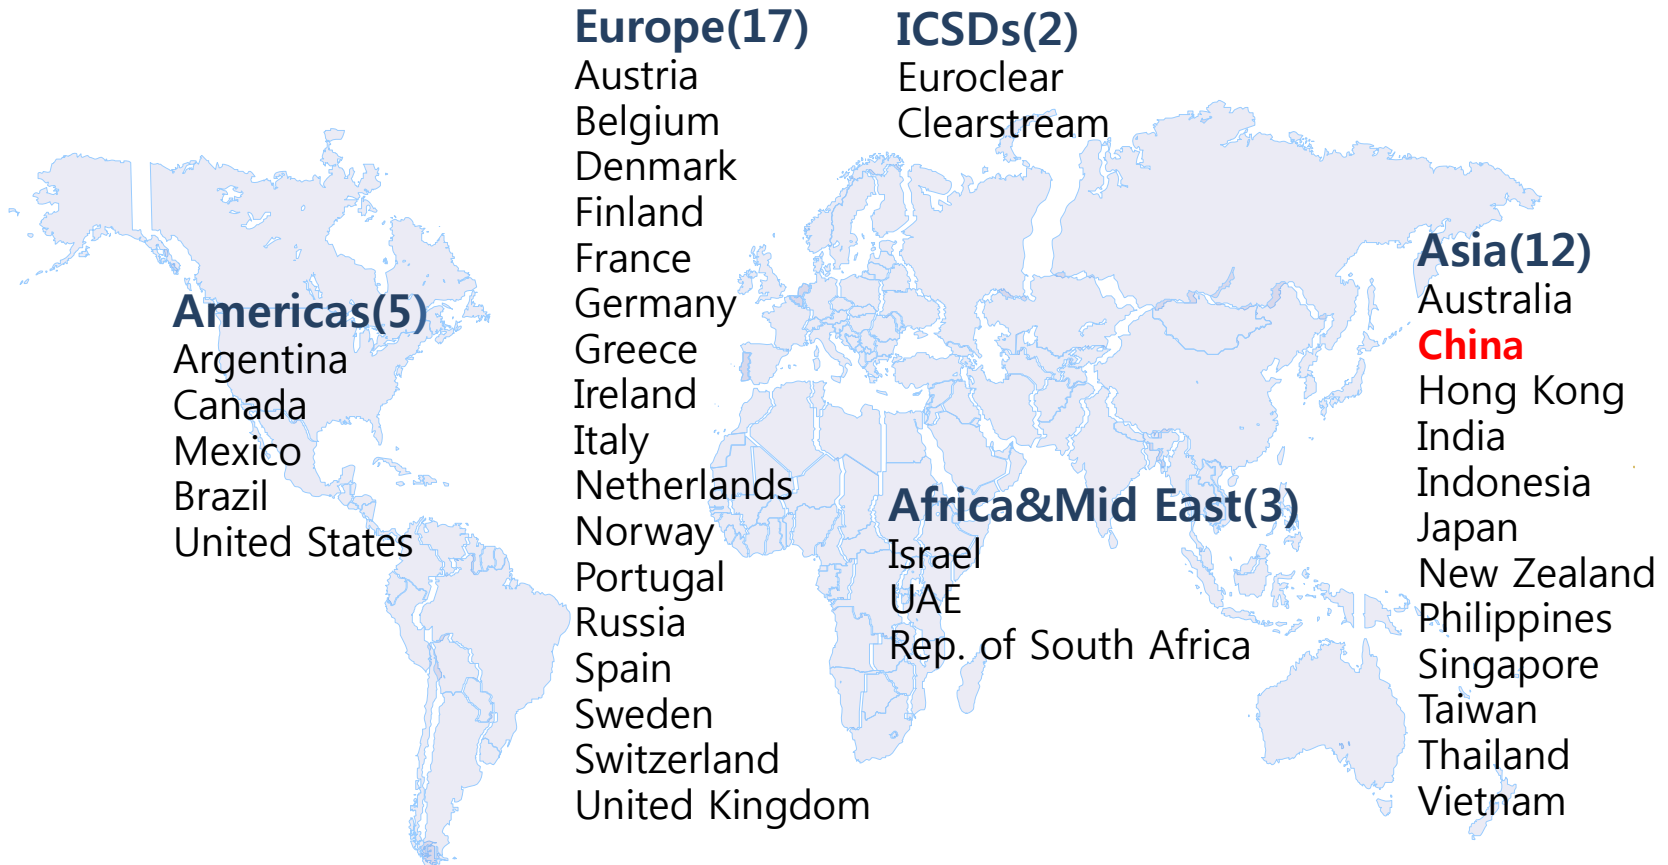 Europe(17)
Austria
Belgium
Denmark
Finland
France
Germany
Greece
Ireland
Italy
Netherlands
Norway
Portugal
Russia
Spain
Sweden
Switzerland
United Kingdom
ICSDs(2)
Euroclear
Clearstream
Americas(5)
Argentina
Canada
Mexico
Brazil
United States
Africa&Mid East(3)
Israel
UAE
Rep. of South Africa
Asia(12)
Australia
China
Hong Kong
India
Indonesia
Japan
New Zealand
Philippines
Singapore
Taiwan
Thailand
Vietnam